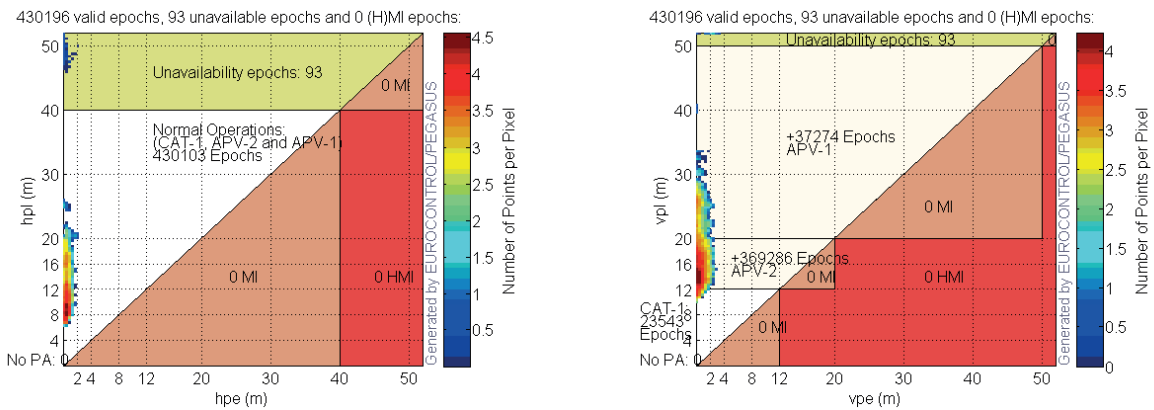 430196 valid epochs, 93 unavailable epochs and 0 (H)MI epochs:
50
40
30
20
16
12
8
4
No PA: 0
Unavailability epochs: 93
0 MI
Normal Operations:
(CAT-1, APV-2 and APV-1)
430103 Epochs
0 MI
0 HMI
2 4 8 12 20 30 40 50
hpe (m)
hpl (m)
Generated by EUROCONTROL/PEGASUS
4.5
4
3.5
3
2.5
2
1.5
1
0.5
Number of Points per Pixel
430196 valid epochs, 93 unavailable epochs and 0 (H)MI epochs:
50
40
30
20
16
12
8
4
No PA: 0
Unavailability epochs: 93
0
+37274 Epochs
APV-1
0 MI
+369286 Epochs
APV-2
0 MI
0 HMI
CAT-1:
23543
Epochs
0 MI
2 4 8 12 20 30 40 50
vpe (m)
vpl (m)
Generated by EUROCONTROL/PEGASUS
4
3.5
3
2.5
2
1.5
1
0.5
0
Number of Points per Pixel